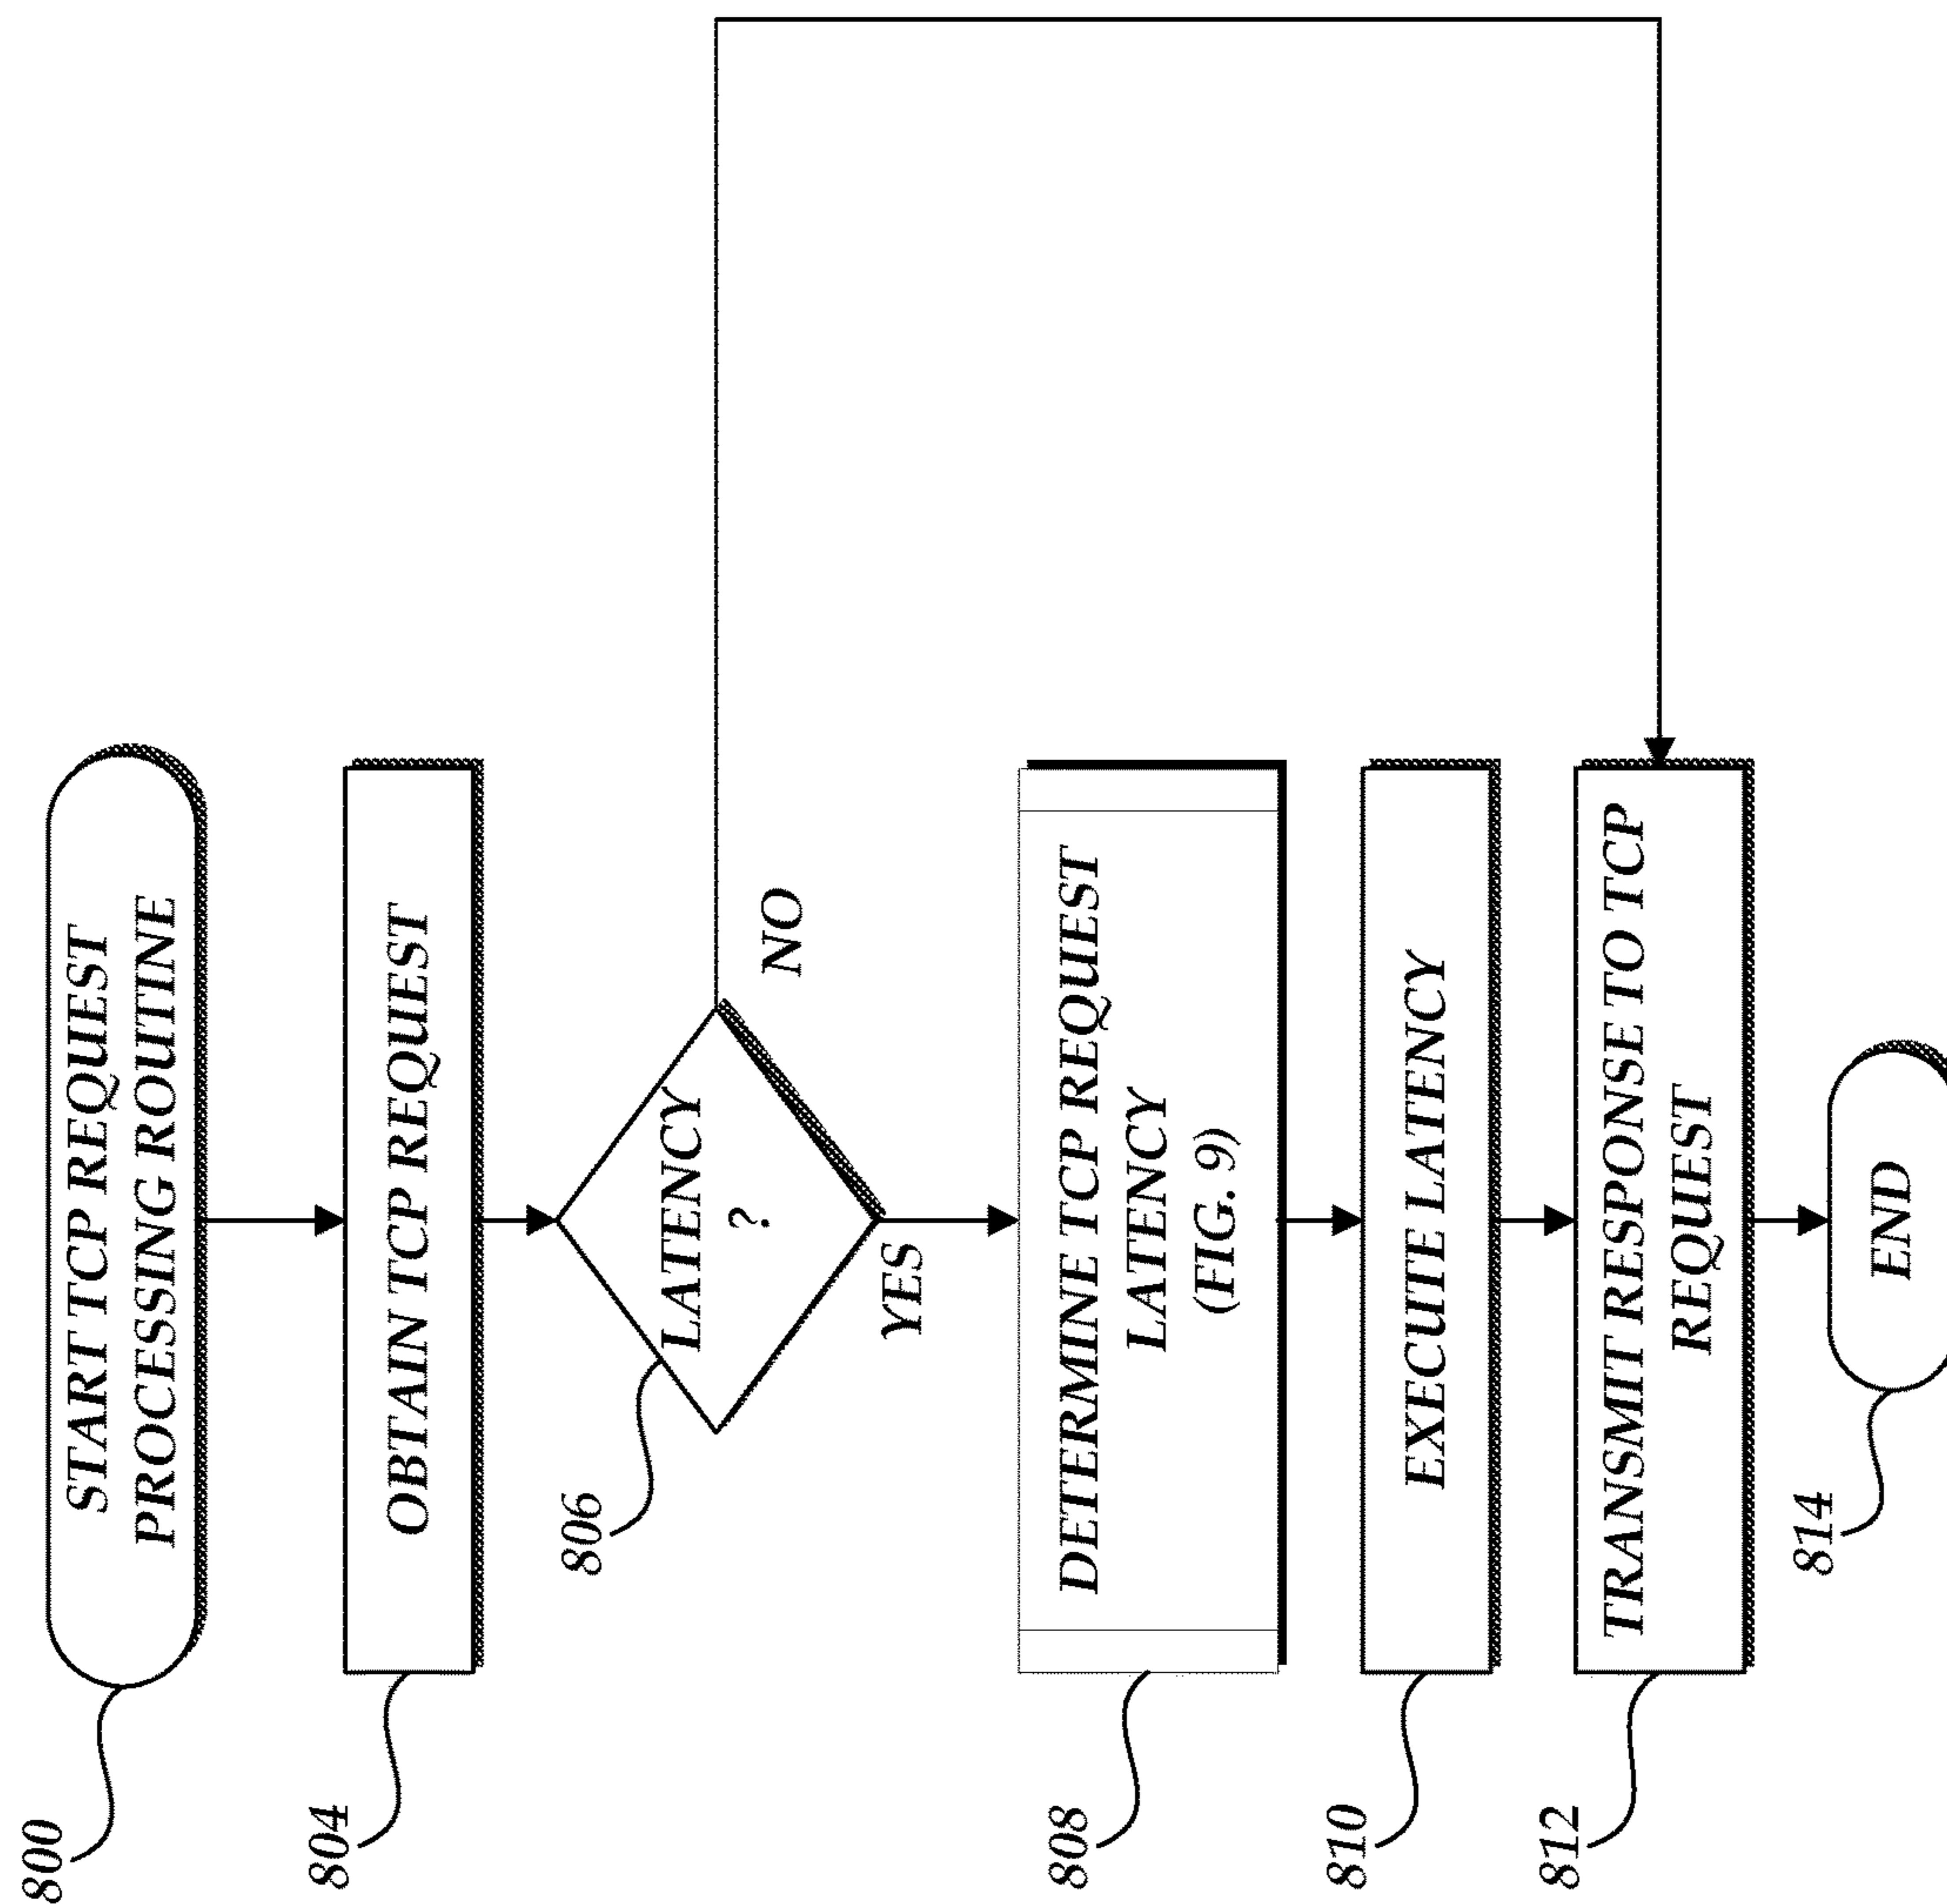 800
START TCP REQUEST
PROCESSING ROUTINE
804
OBTAIN TCP REQUEST
806
LATENCY
?
NO
YES
808
DETERMINE TCP REQUEST
LATENCY
(FIG. 9)
810
EXECUTE LATENCY
812
TRANSMIT RESPONSE TO TCP
REQUEST
814
END